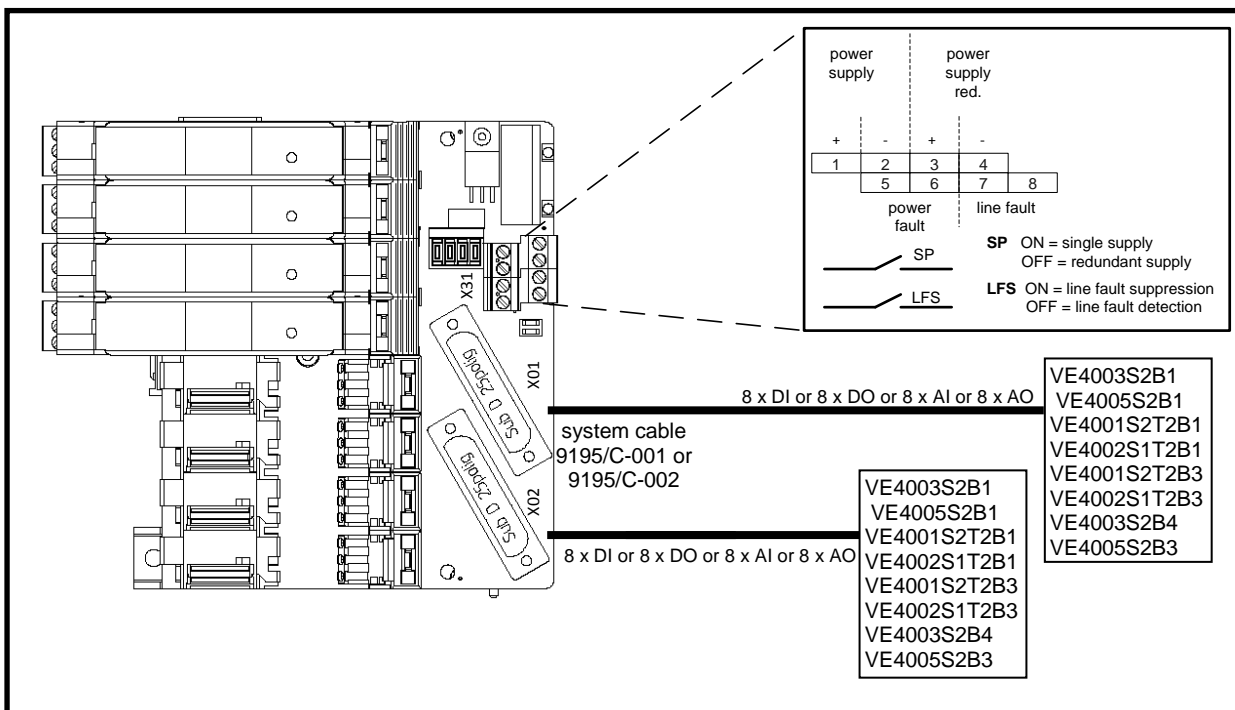 power supply
power supply red.
+ - + -
1 2 3 4
5 6 7 8
power fault
line fault
SP
SP ON = single supply
OFF = redundant supply
LFS
LFS ON = line fault suppression
OFF = line fault detection
X31
X01
Sub D 25polig
X02
Sub D 25polig
8 x DI or 8 x DO or 8 x AI or 8 x AO
system cable
9195/C-001 or
9195/C-002
8 x DI or 8 x DO or 8 x AI or 8 x AO
VE4003S2B1
VE4005S2B1
VE4001S2T2B1
VE4002S1T2B1
VE4001S2T2B3
VE4002S1T2B3
VE4003S2B4
VE4005S2B3
VE4003S2B1
VE4005S2B1
VE4001S2T2B1
VE4002S1T2B1
VE4001S2T2B3
VE4002S1T2B3
VE4003S2B4
VE4005S2B3